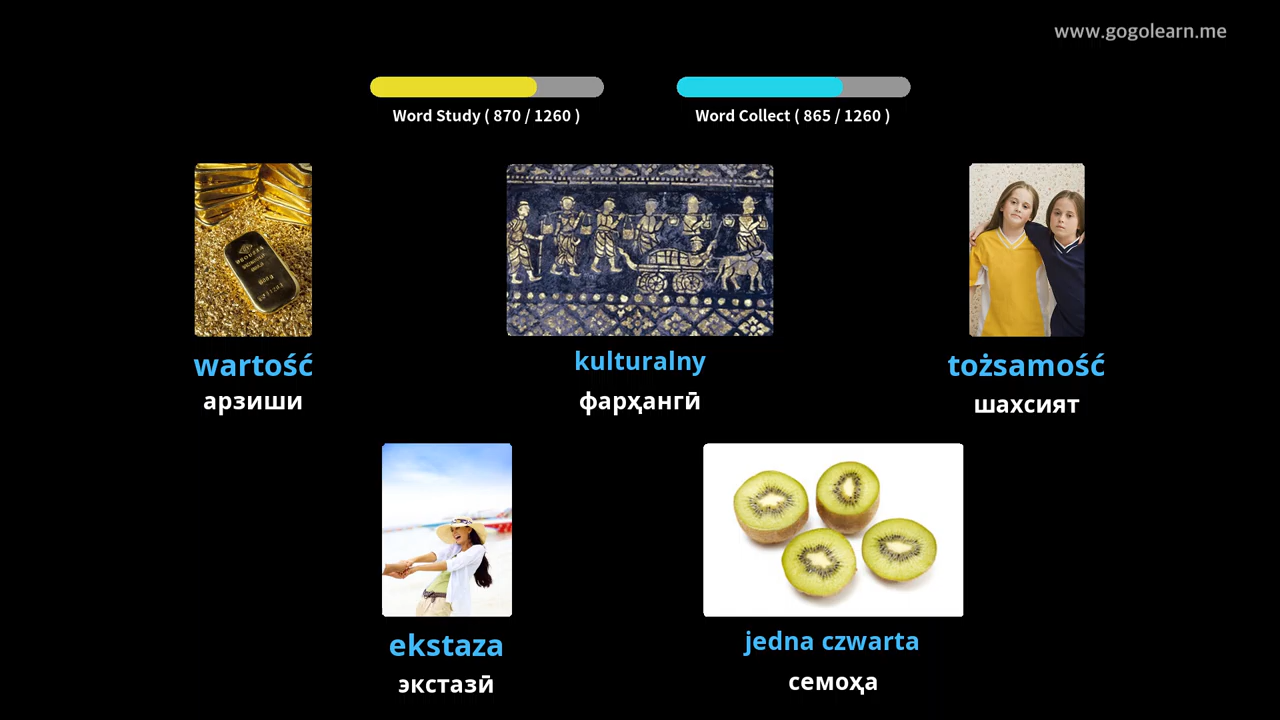 www.gogolearn.me
Word Study ( 870 / 1260 )
Word Collect ( 865 / 1260 )
wartość
арзиши
kulturalny
фарҳангӣ
tożsamość
шахсият
ekstaza
экстазӣ
jedna czwarta
семоҳа